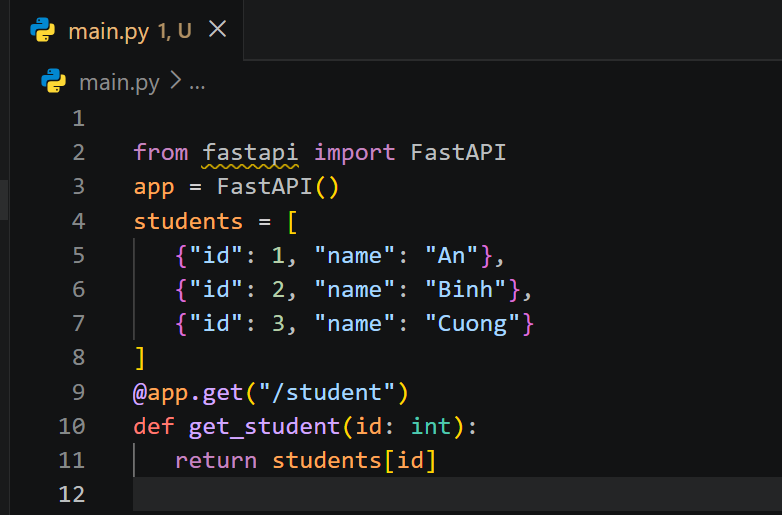 main.py 1, U
main.py > ...
1
2 from fastapi import FastAPI
3 app = FastAPI()
4 students = [
5    {"id": 1, "name": "An"},
6    {"id": 2, "name": "Binh"},
7    {"id": 3, "name": "Cuong"}
8 ]
9 @app.get("/student")
10 def get_student(id: int):
11    return students[id]
12